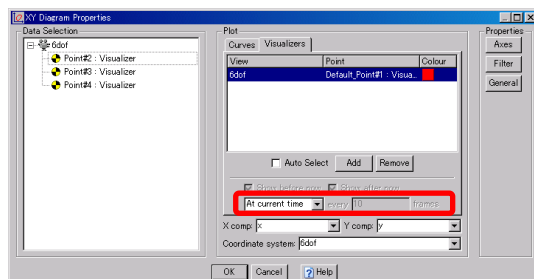 XY Diagram Properties
Data Selection
6dof
Point#2 : Visualizer
Point#3 : Visualizer
Point#4 : Visualizer
Plot
Curves Visualizers
View Point Colour
6dof Default_Point#1 : Visua...
Auto Select Add Remove
Show before now Show after now
At current time every 10 frames
X comp: x Y comp: y
Coordinate system: 6dof
Properties
Axes
Filter
General
OK Cancel Help